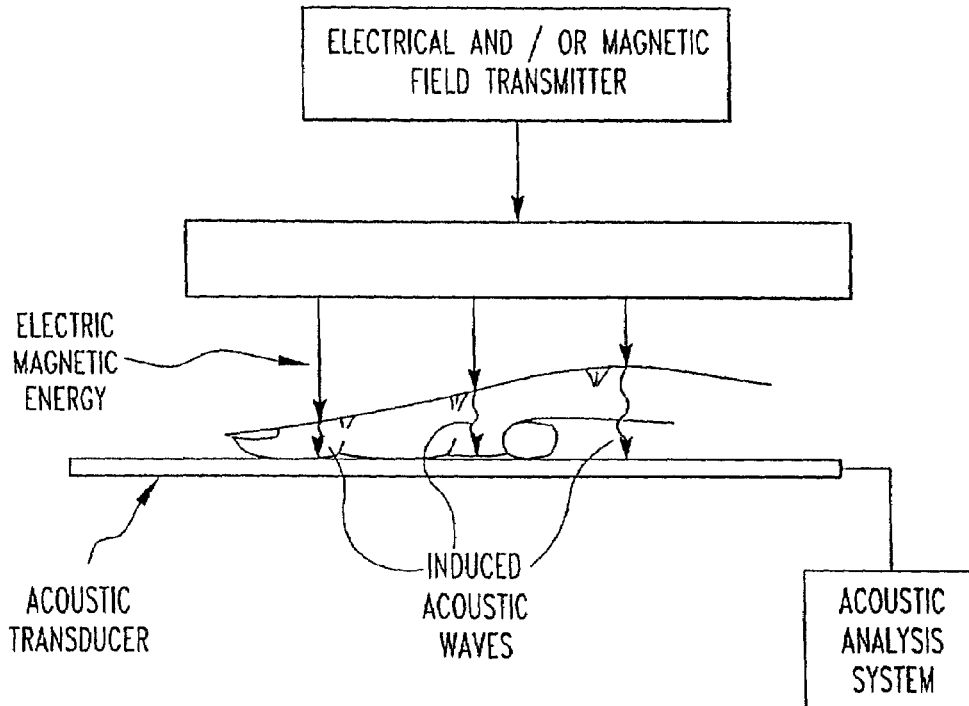 ELECTRICAL AND / OR MAGNETIC
FIELD TRANSMITTER
ELECTRIC
MAGNETIC
ENERGY
ACOUSTIC
TRANSDUCER
INDUCED
ACOUSTIC
WAVES
ACOUSTIC
ANALYSIS
SYSTEM